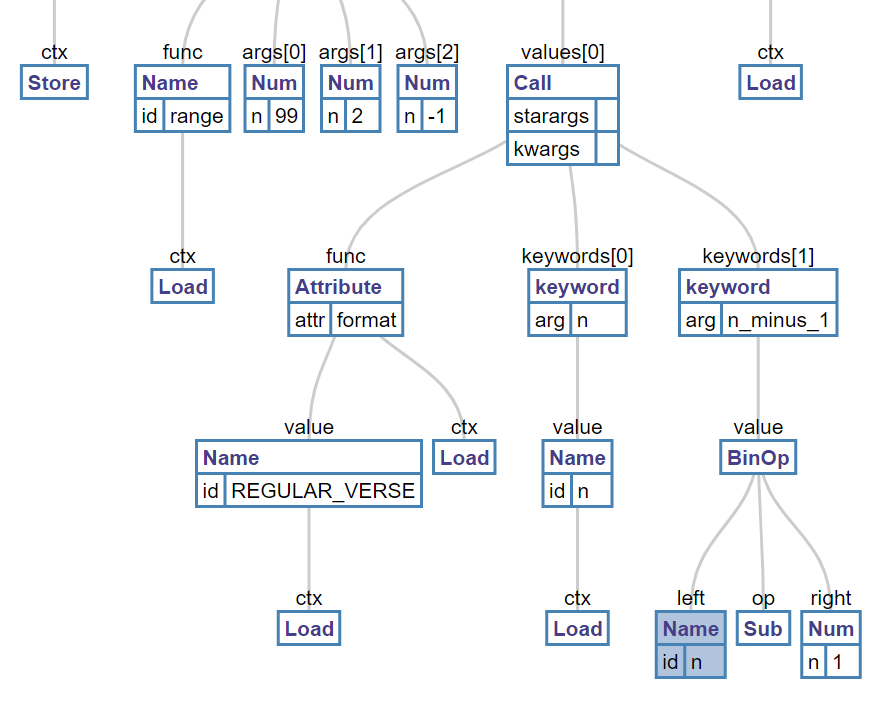 ctx func args[0] args[1] args[2] values[0] ctx
Store Name Num Num Num Call Load
id range n 99 n 2 n -1 starargs
kwargs
ctx func keywords[0] keywords[1]
Load Attribute keyword keyword
attr format arg n arg n_minus_1
value ctx value value
Name Load Name BinOp
id REGULAR_VERSE id n
ctx ctx left op right
Load Load Name Sub Num
id n n 1